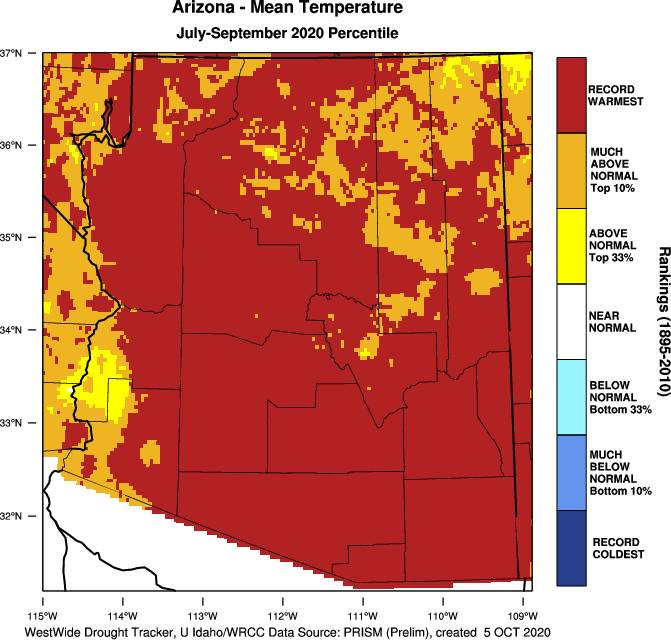 Arizona - Mean Temperature
July-September 2020 Percentile
37°N
36°N
35°N
34°N
33°N
32°N
115°W
114°W
113°W
112°W
111°W
110°W
109°W
RECORD
WARMEST
MUCH
ABOVE
NORMAL
Top 10%
ABOVE
NORMAL
Top 33%
NEAR
NORMAL
BELOW
NORMAL
Bottom 33%
MUCH
BELOW
NORMAL
Bottom 10%
RECORD
COLDEST
Rankings (1895-2010)
WestWide Drought Tracker, U Idaho/WRCC Data Source: PRISM (Prelim), created 5 OCT 2020